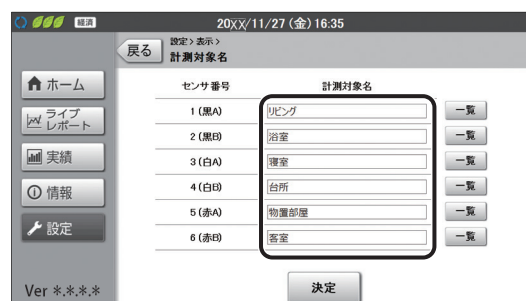 経済 20XX/11/27 (金) 16:35
戻る 設定>表示>
計測対象名
ホーム
ライブレポート
実績
情報
設定
Ver *.*.*.*
センサ番号 計測対象名
1 (黒A) リビング 一覧
2 (黒B) 浴室 一覧
3 (白A) 寝室 一覧
4 (白B) 台所 一覧
5 (赤A) 物置部屋 一覧
6 (赤B) 客室 一覧
決定